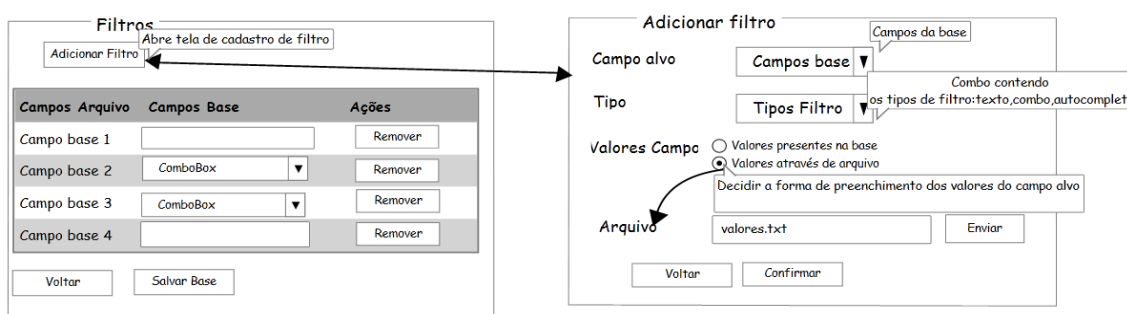 Filtros
Adicionar Filtro
Abre tela de cadastro de filtro
Campos Arquivo Campos Base Ações
Campo base 1 Remover
Campo base 2 ComboBox Remover
Campo base 3 ComboBox Remover
Campo base 4 Remover
Voltar Salvar Base
Adicionar filtro
Campos da base
Campo alvo Campos base
Combo contendo
os tipos de filtro:texto,combo,autocomplet
Tipo Tipos Filtro
Valores Campo Valores presentes na base
Valores através de arquivo
Decidir a forma de preenchimento dos valores do campo alvo
Arquivo valores.txt Enviar
Voltar Confirmar